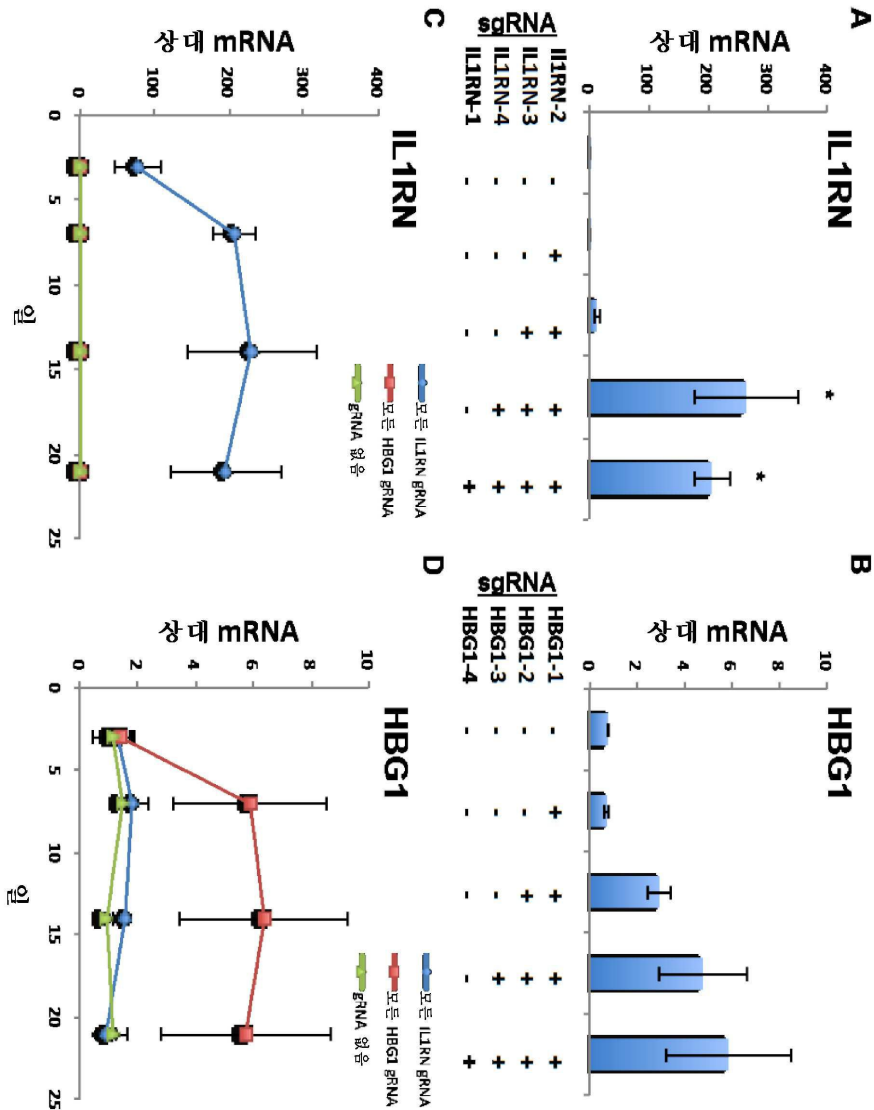 A
IL1RN
상대 mRNA
400
300
200
100
0
* *
sgRNA
Il1RN-2 - + + + +
IL1RN-3 - - + + +
IL1RN-4 - - - + +
IL1RN-1 - - - - +
B
HBG1
상대 mRNA
10
8
6
4
2
0
sgRNA
HBG1-1 - + + + +
HBG1-2 - - + + +
HBG1-3 - - - + +
HBG1-4 - - - - +
C
IL1RN
상대 mRNA
400
300
200
100
0
모든 IL1RN gRNA
모든 HBG1 gRNA
gRNA 없음
0 5 10 15 20 25
일
D
HBG1
상대 mRNA
10
8
6
4
2
0
모든 IL1RN gRNA
모든 HBG1 gRNA
gRNA 없음
0 5 10 15 20 25
일